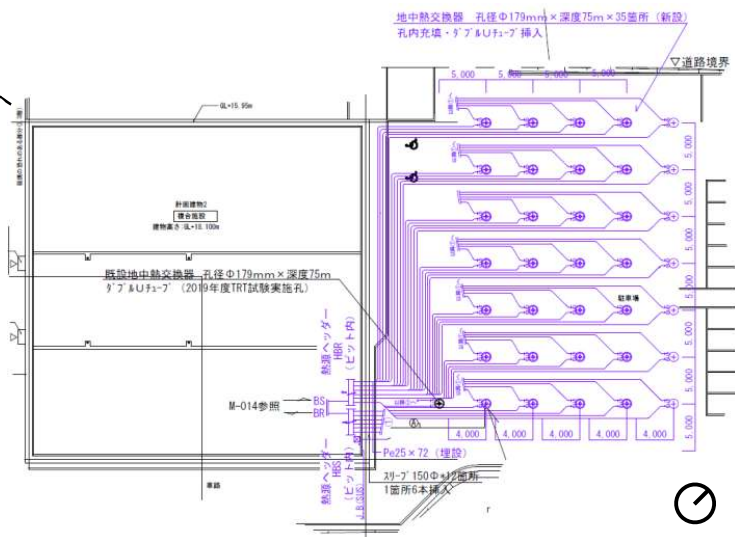 地中熱交換器 孔径Φ179mm×深度75m×35箇所 (新設)
孔内充填・ダブルUチューブ挿入
▽道路境界
5,000
5,000
5,000
5,000
GL+15.95m
5,000
計画建物2
複合施設
建物高さ:GL+10.100m
既設地中熱交換器 孔径Φ179mm×深度75m
ダブルUチューブ (2019年度TRT試験実施孔)
駐車場
5,000
熱源ヘッダー
HBR
(ピット内)
M-014参照
BS
BR
熱源ヘッダー
HBS
(ピット内)
4,000
4,000
4,000
4,000
4,000
5,000
Pe25×72 (埋設)
スリーブ150Φ*12箇所
1箇所6本挿入
車路
J.B(SUS)
r